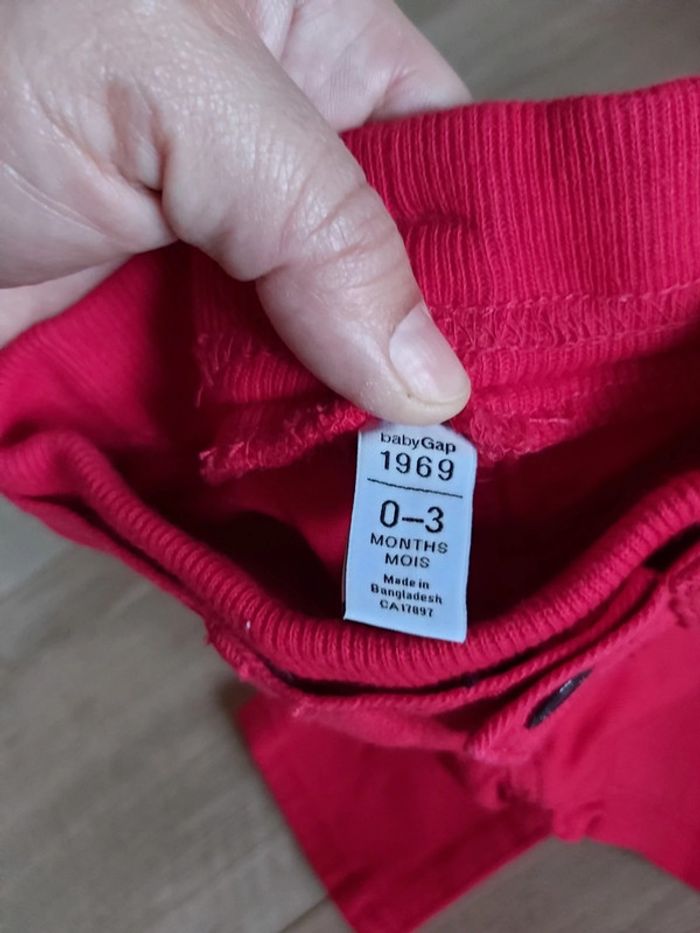 babyGap
1969
0–3
MONTHS
MOIS
Made in
Bangladesh
CA17897